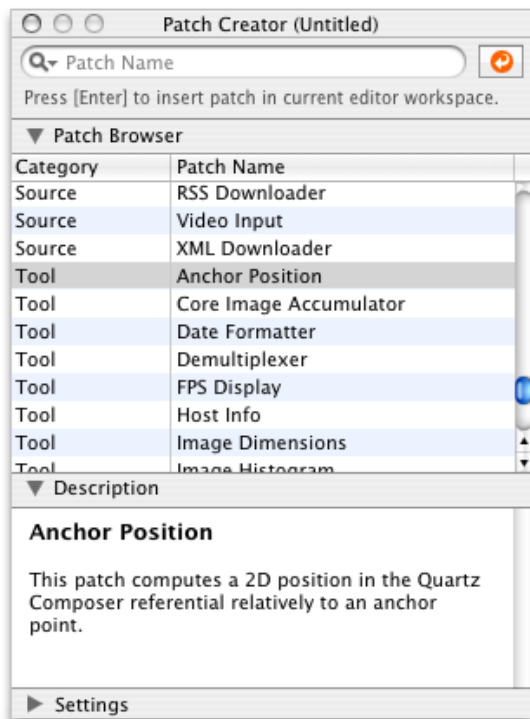 Patch Creator (Untitled)
Patch Name
Press [Enter] to insert patch in current editor workspace.
Patch Browser
Category Patch Name
Source RSS Downloader
Source Video Input
Source XML Downloader
Tool Anchor Position
Tool Core Image Accumulator
Tool Date Formatter
Tool Demultiplexer
Tool FPS Display
Tool Host Info
Tool Image Dimensions
Tool Image Histogram
Description
Anchor Position
This patch computes a 2D position in the Quartz
Composer referential relatively to an anchor
point.
Settings